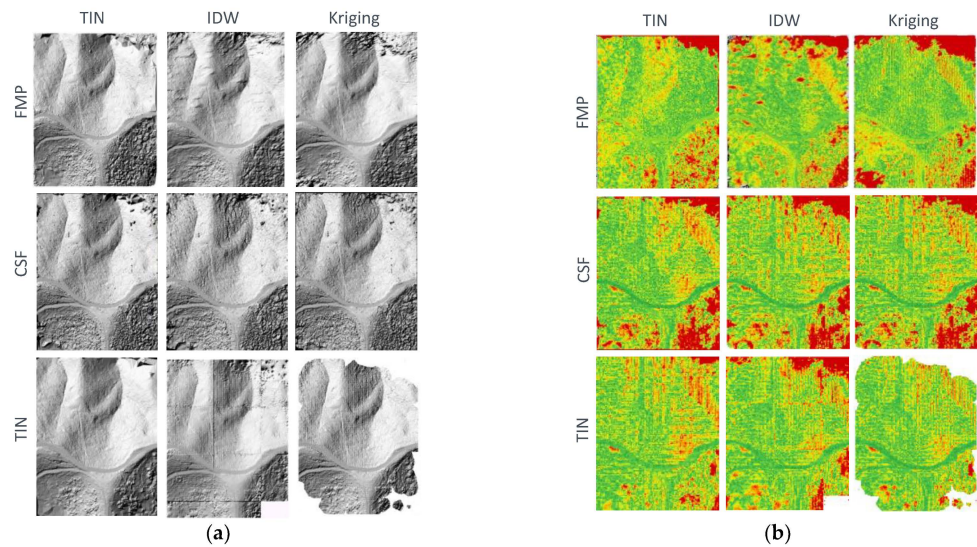 TIN IDW Kriging TIN IDW Kriging
FMP FMP
CSF CSF
TIN TIN
(a) (b)